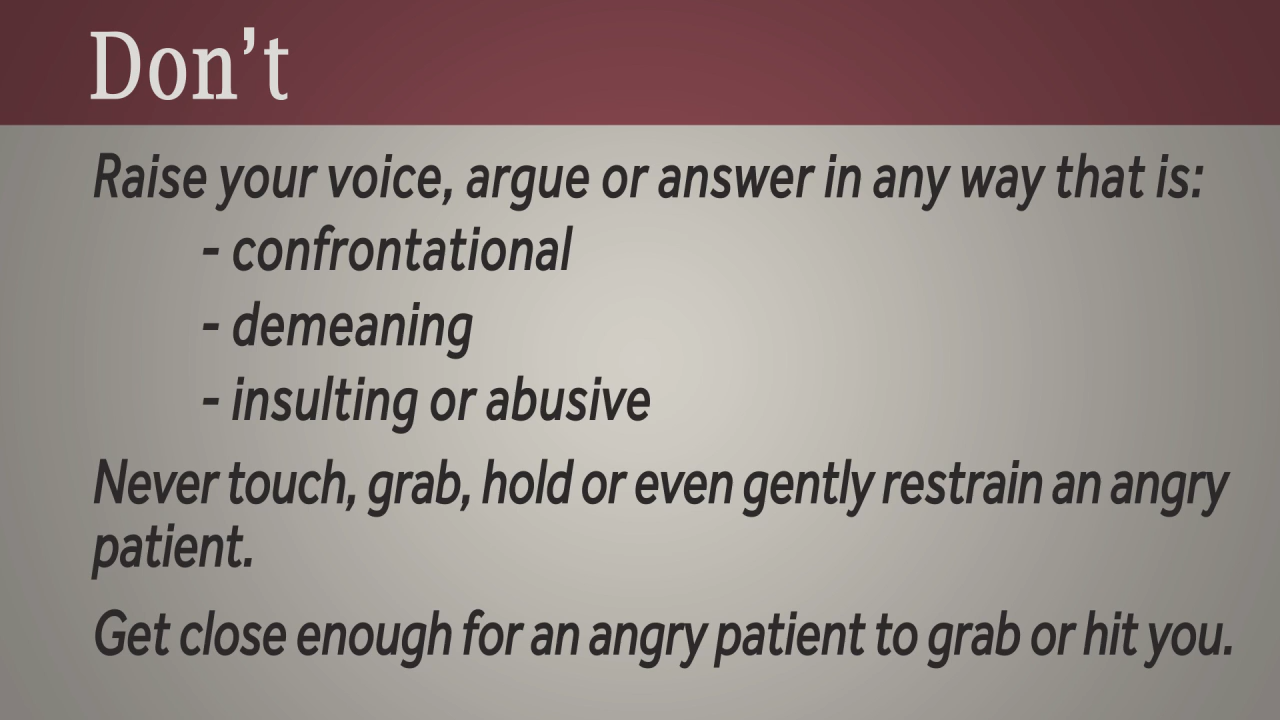 Don’t
Raise your voice, argue or answer in any way that is:
- confrontational
- demeaning
- insulting or abusive
Never touch, grab, hold or even gently restrain an angry
patient.
Get close enough for an angry patient to grab or hit you.